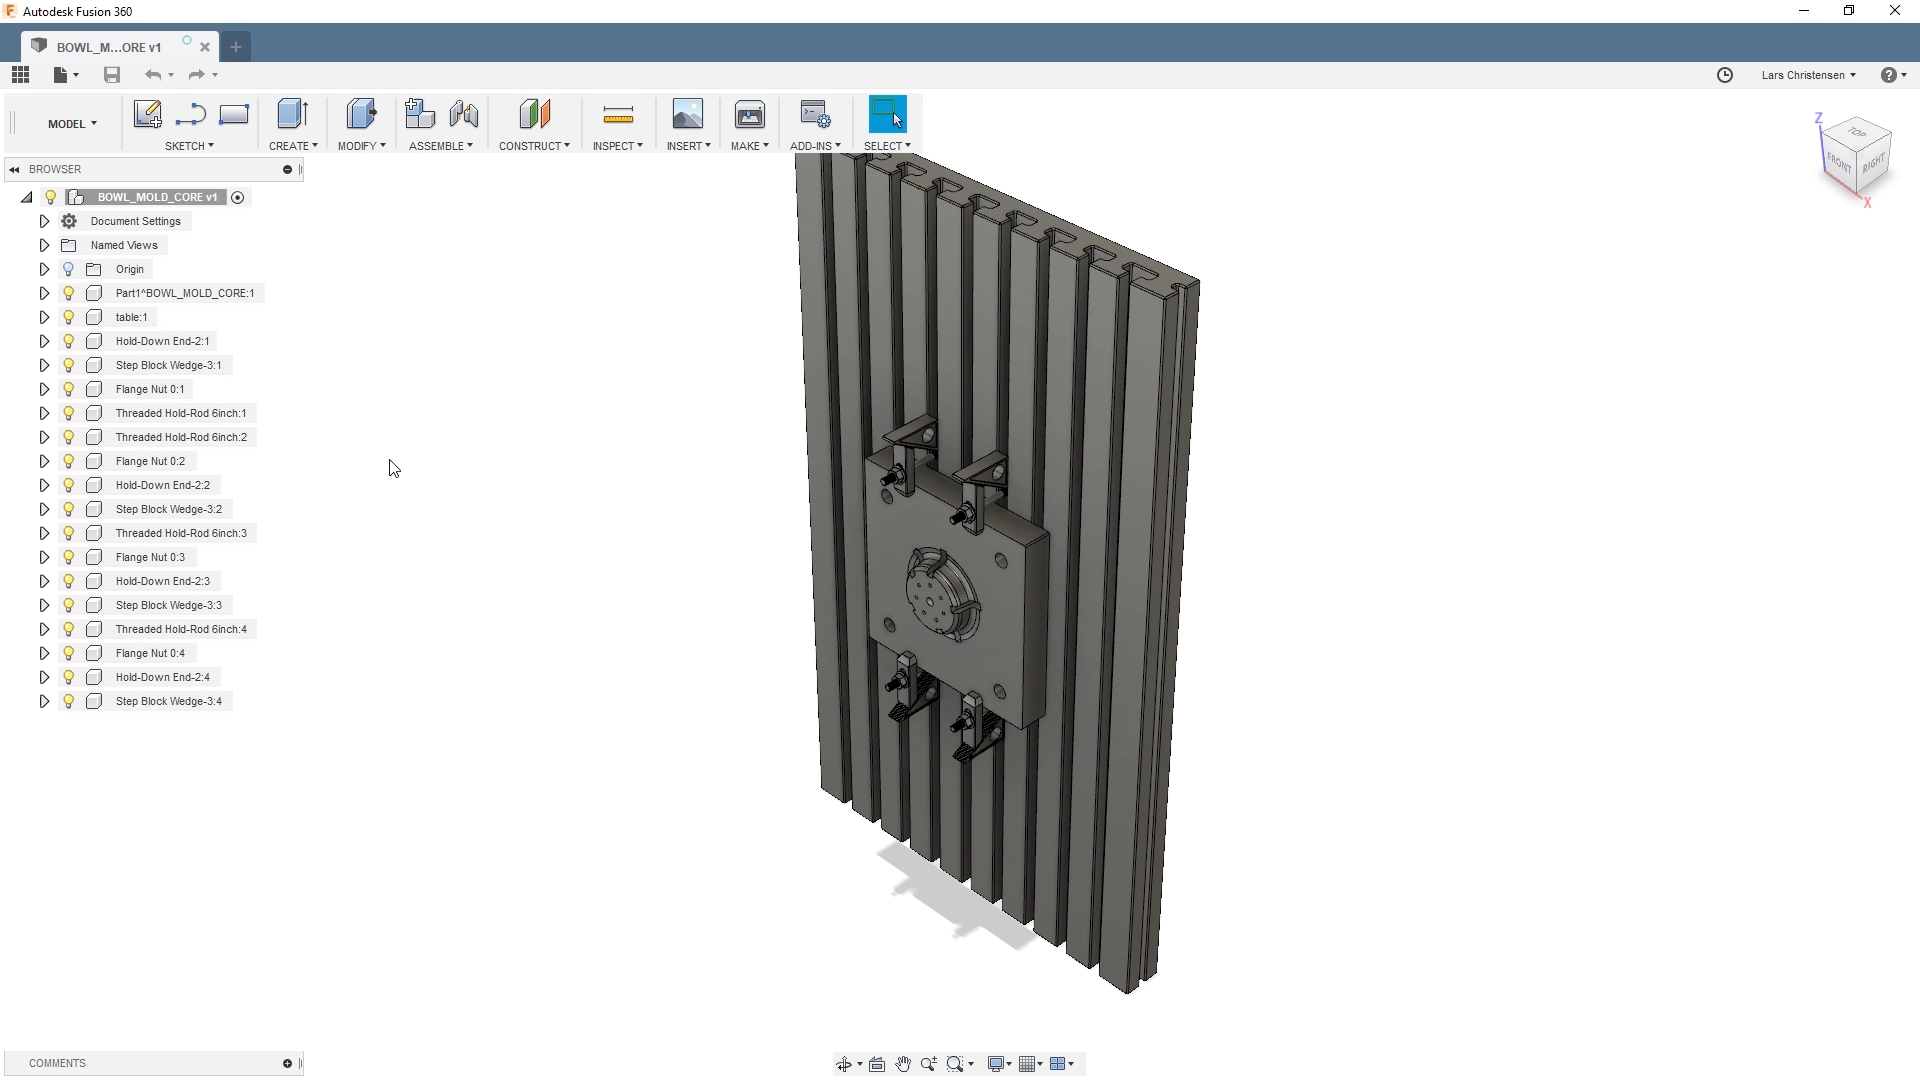 Autodesk Fusion 360
BOWL_M...ORE v1
Lars Christensen
MODEL
SKETCH
CREATE
MODIFY
ASSEMBLE
CONSTRUCT
INSPECT
INSERT
MAKE
ADD-INS
SELECT
BROWSER
BOWL_MOLD_CORE v1
Document Settings
Named Views
Origin
Part1^BOWL_MOLD_CORE:1
table:1
Hold-Down End-2:1
Step Block Wedge-3:1
Flange Nut 0:1
Threaded Hold-Rod 6inch:1
Threaded Hold-Rod 6inch:2
Flange Nut 0:2
Hold-Down End-2:2
Step Block Wedge-3:2
Threaded Hold-Rod 6inch:3
Flange Nut 0:3
Hold-Down End-2:3
Step Block Wedge-3:3
Threaded Hold-Rod 6inch:4
Flange Nut 0:4
Hold-Down End-2:4
Step Block Wedge-3:4
Z
TOP
FRONT
RIGHT
X
COMMENTS